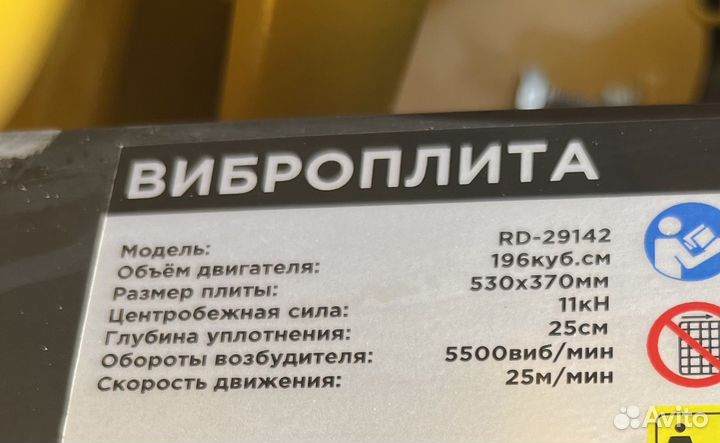 ВИБРОПЛИТА
Модель: RD-29142
Объём двигателя: 196куб.см
Размер плиты: 530х370мм
Центробежная сила: 11кН
Глубина уплотнения: 25см
Обороты возбудителя: 5500виб/мин
Скорость движения: 25м/мин
Avito